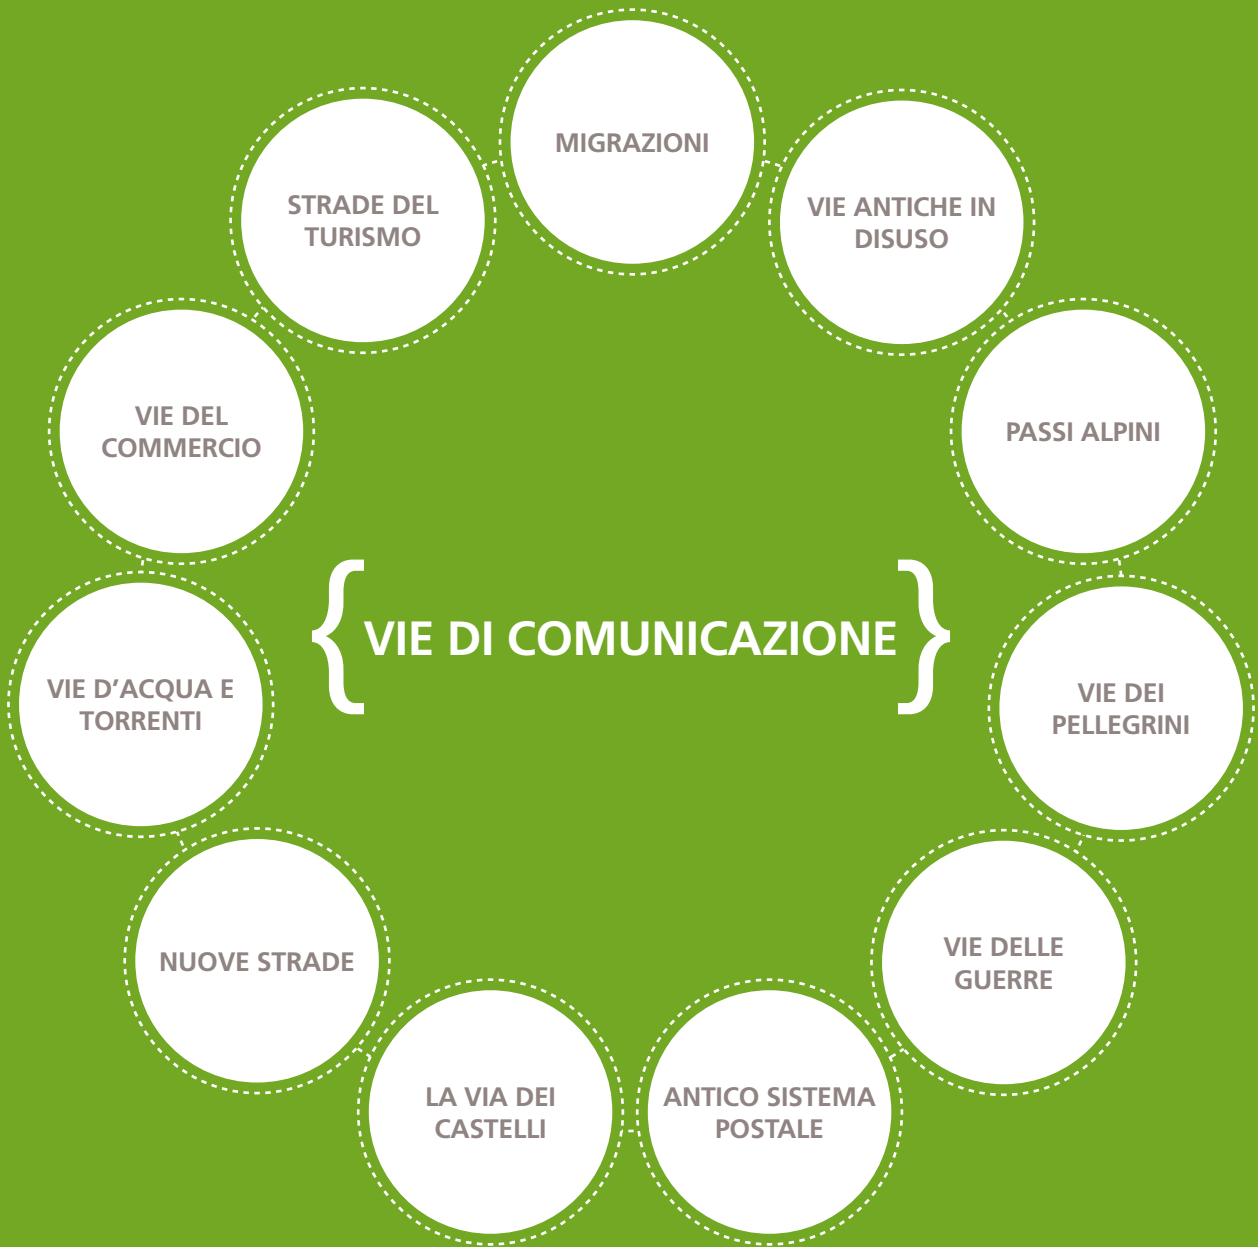 MIGRAZIONI
VIE ANTICHE IN
DISUSO
PASSI ALPINI
VIE DEI
PELLEGRINI
VIE DELLE
GUERRE
ANTICO SISTEMA
POSTALE
LA VIA DEI
CASTELLI
NUOVE STRADE
VIE D’ACQUA E
TORRENTI
VIE DEL
COMMERCIO
STRADE DEL
TURISMO
{VIE DI COMUNICAZIONE}